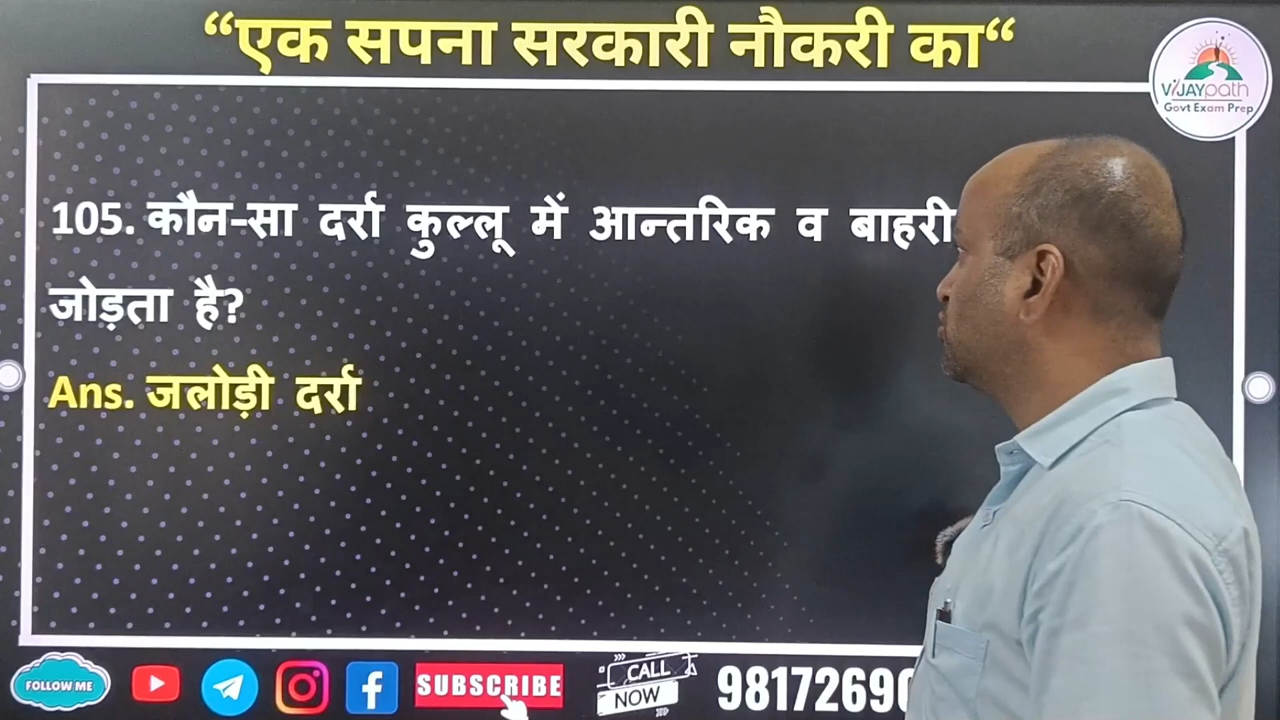 “एक सपना सरकारी नौकरी का“
VIJAYpath
Govt Exam Prep
105. कौन-सा दर्रा कुल्लू में आन्तरिक व बाहरी
जोड़ता है?
Ans. जलोड़ी दर्रा
FOLLOW ME
SUBSCRIBE
CALL
NOW
9817269